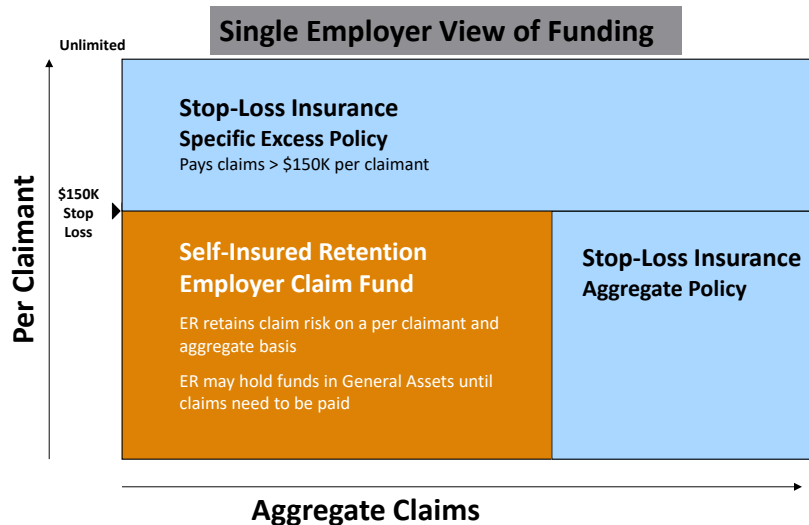 Single Employer View of Funding
Unlimited
Stop-Loss Insurance
Specific Excess Policy
Pays claims > $150K per claimant
Per Claimant
$150K
Stop
Loss
Self-Insured Retention
Employer Claim Fund
ER retains claim risk on a per claimant and
aggregate basis
ER may hold funds in General Assets until
claims need to be paid
Stop-Loss Insurance
Aggregate Policy
Aggregate Claims